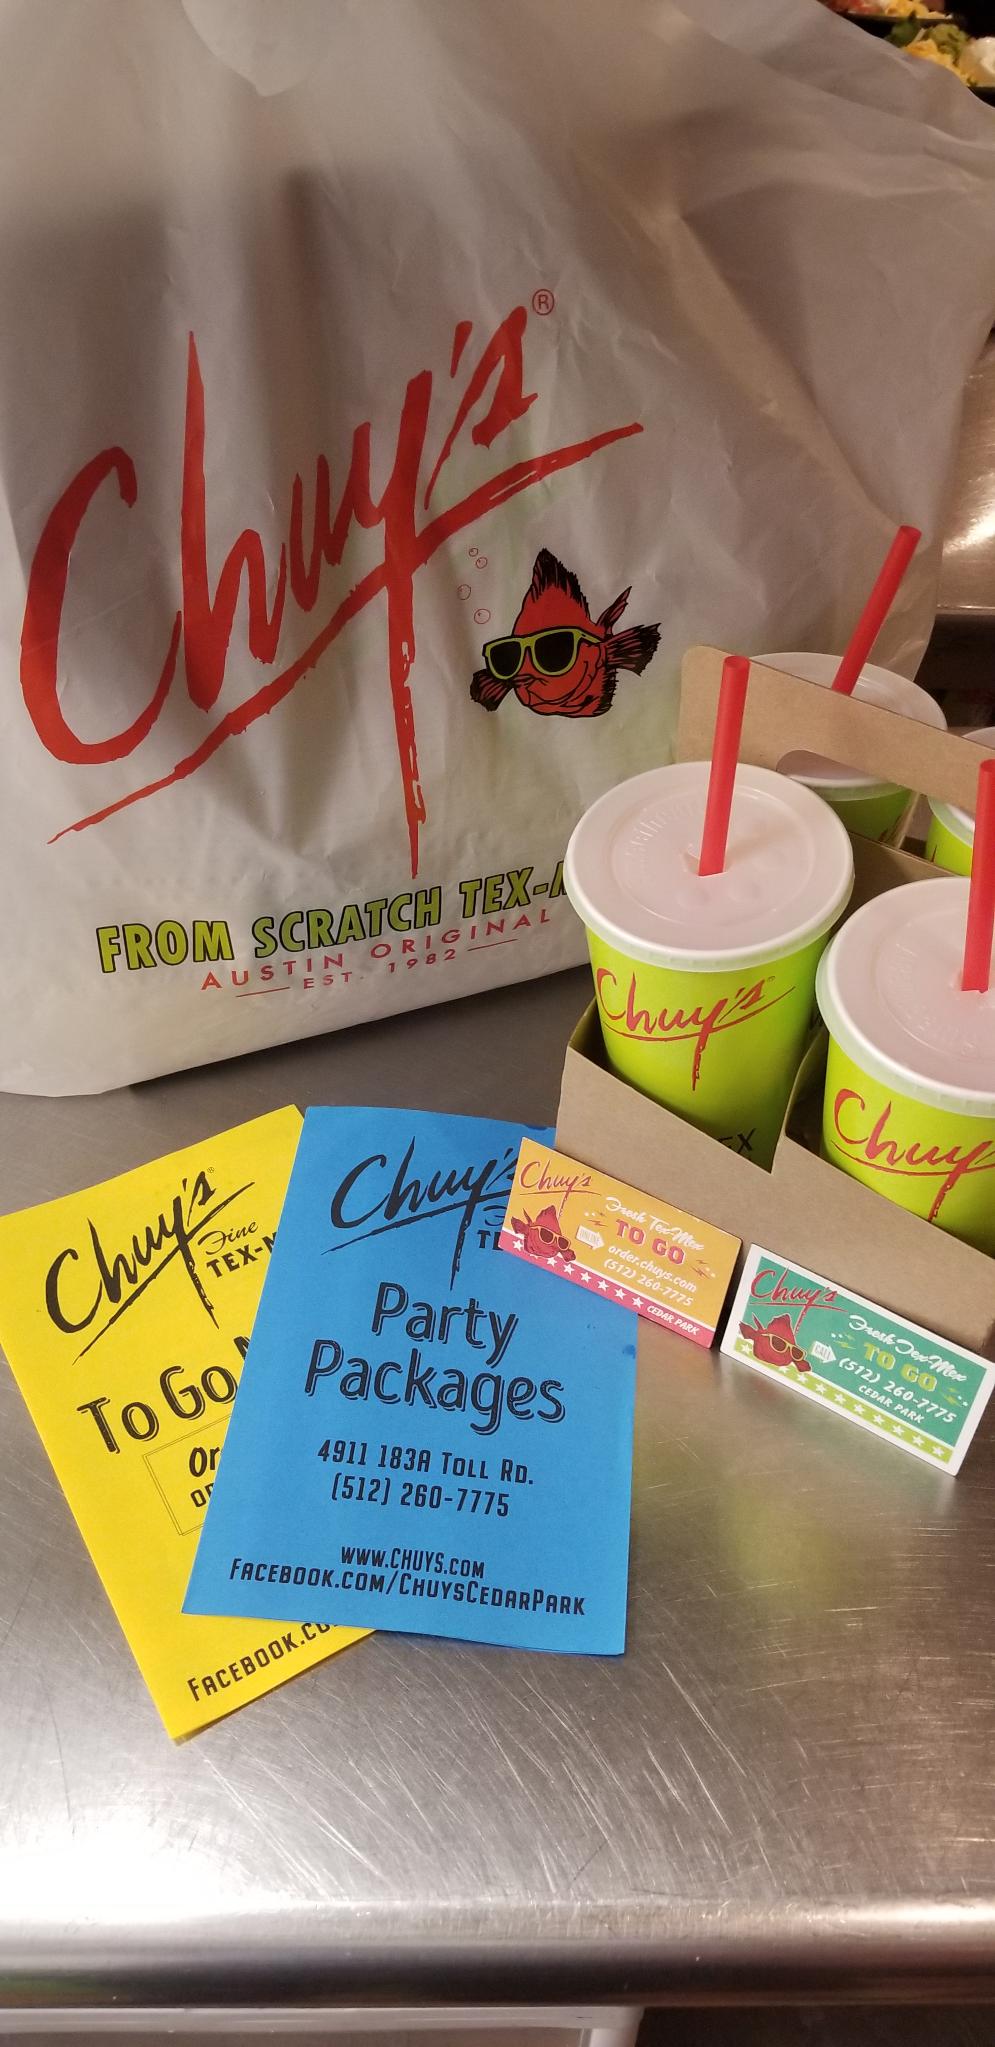 Chuy's®
FROM SCRATCH TEX-
AUSTIN ORIGINAL
EST. 1982
Chuy's
Chuy's
Chuy's®
Fine
TEX-
To Go
FACEBOOK.
Chuy's
Party
Packages
4911 183A TOLL RD.
(512) 260-7775
WWW.CHUYS.COM
FACEBOOK.COM/CHUYSCEDARPARK
Chuy's
Fresh Tex-Mex
TO GO
order.chuys.com
(512) 260-7775
CEDAR PARK
Chuy's
Fresh Tex-Mex
TO GO
CALL
(512) 260-7775
CEDAR PARK